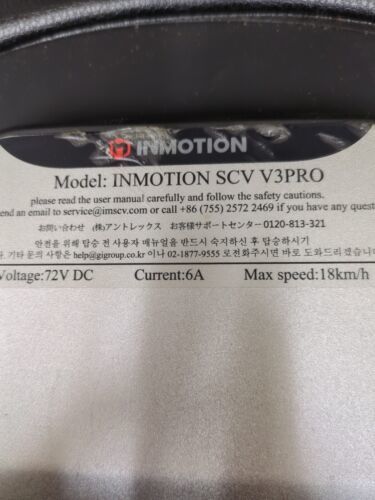 INMOTION
Model: INMOTION SCV V3PRO
please read the user manual carefully and follow the safety cautions.
end an email to service@imscv.com or call +86 (755) 2572 2469 if you have any quest
お問い合わせ (株)アントレックス お客様サポートセンター 0120-813-321
안전을 위해 탑승 전 사용자 매뉴얼을 반드시 숙지하신 후 탑승하시기
. 기타 문의 사항은 help@gigroup.co.kr 이나 02-1877-9555 로전화주시면 바로 도와드리겠습니다
Voltage:72V DC Current:6A Max speed:18km/h